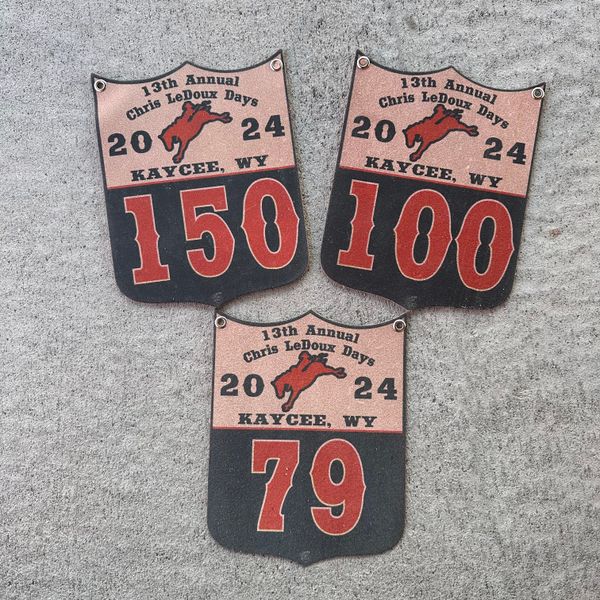 13th Annual
Chris LeDoux Days
20 24
KAYCEE, WY
150
13th Annual
Chris LeDoux Days
20 24
KAYCEE, WY
100
13th Annual
Chris LeDoux Days
20 24
KAYCEE, WY
79